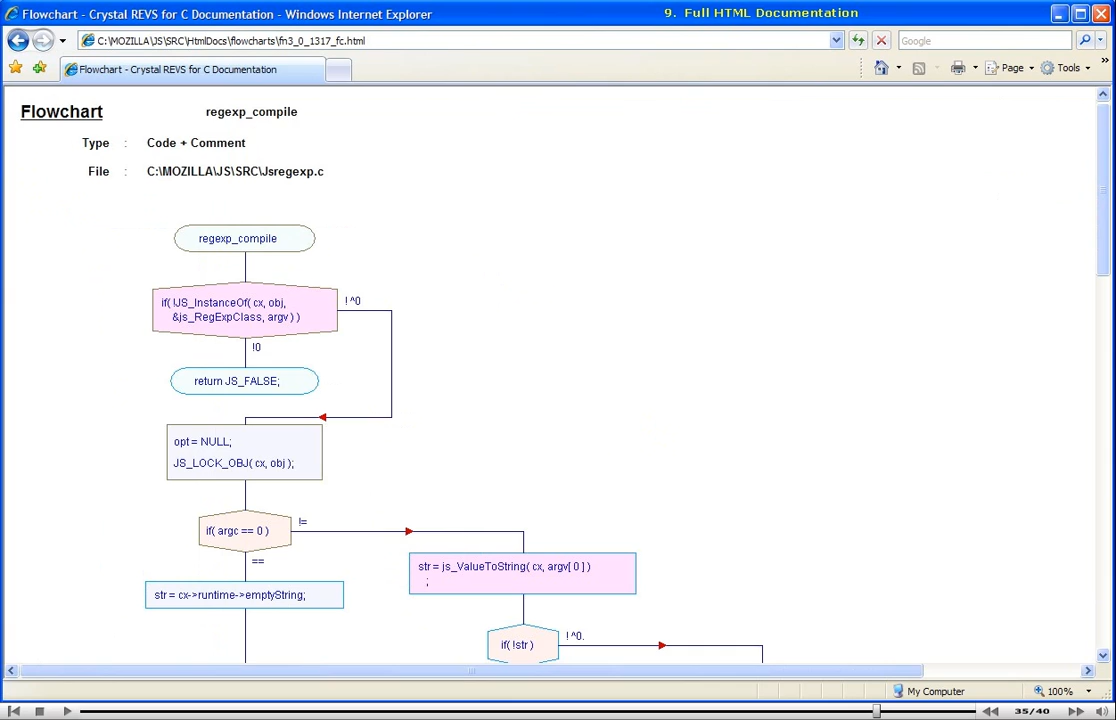 Flowchart - Crystal REVS for C Documentation - Windows Internet Explorer
9. Full HTML Documentation
C:\MOZILLA\JS\SRC\HtmlDocs\flowcharts\fn3_0_1317_fc.html
Google
Flowchart - Crystal REVS for C Documentation
Page
Tools
Flowchart regexp_compile
Type : Code + Comment
File : C:\MOZILLA\JS\SRC\Jsregexp.c
regexp_compile
if( !JS_InstanceOf( cx, obj,
&js_RegExpClass, argv ) )
! ^0
!0
return JS_FALSE;
opt = NULL;
JS_LOCK_OBJ( cx, obj );
if( argc == 0 )
!=
==
str = js_ValueToString( cx, argv[ 0 ] )
;
str = cx->runtime->emptyString;
if( !str )
! ^0.
My Computer
100%
35/40